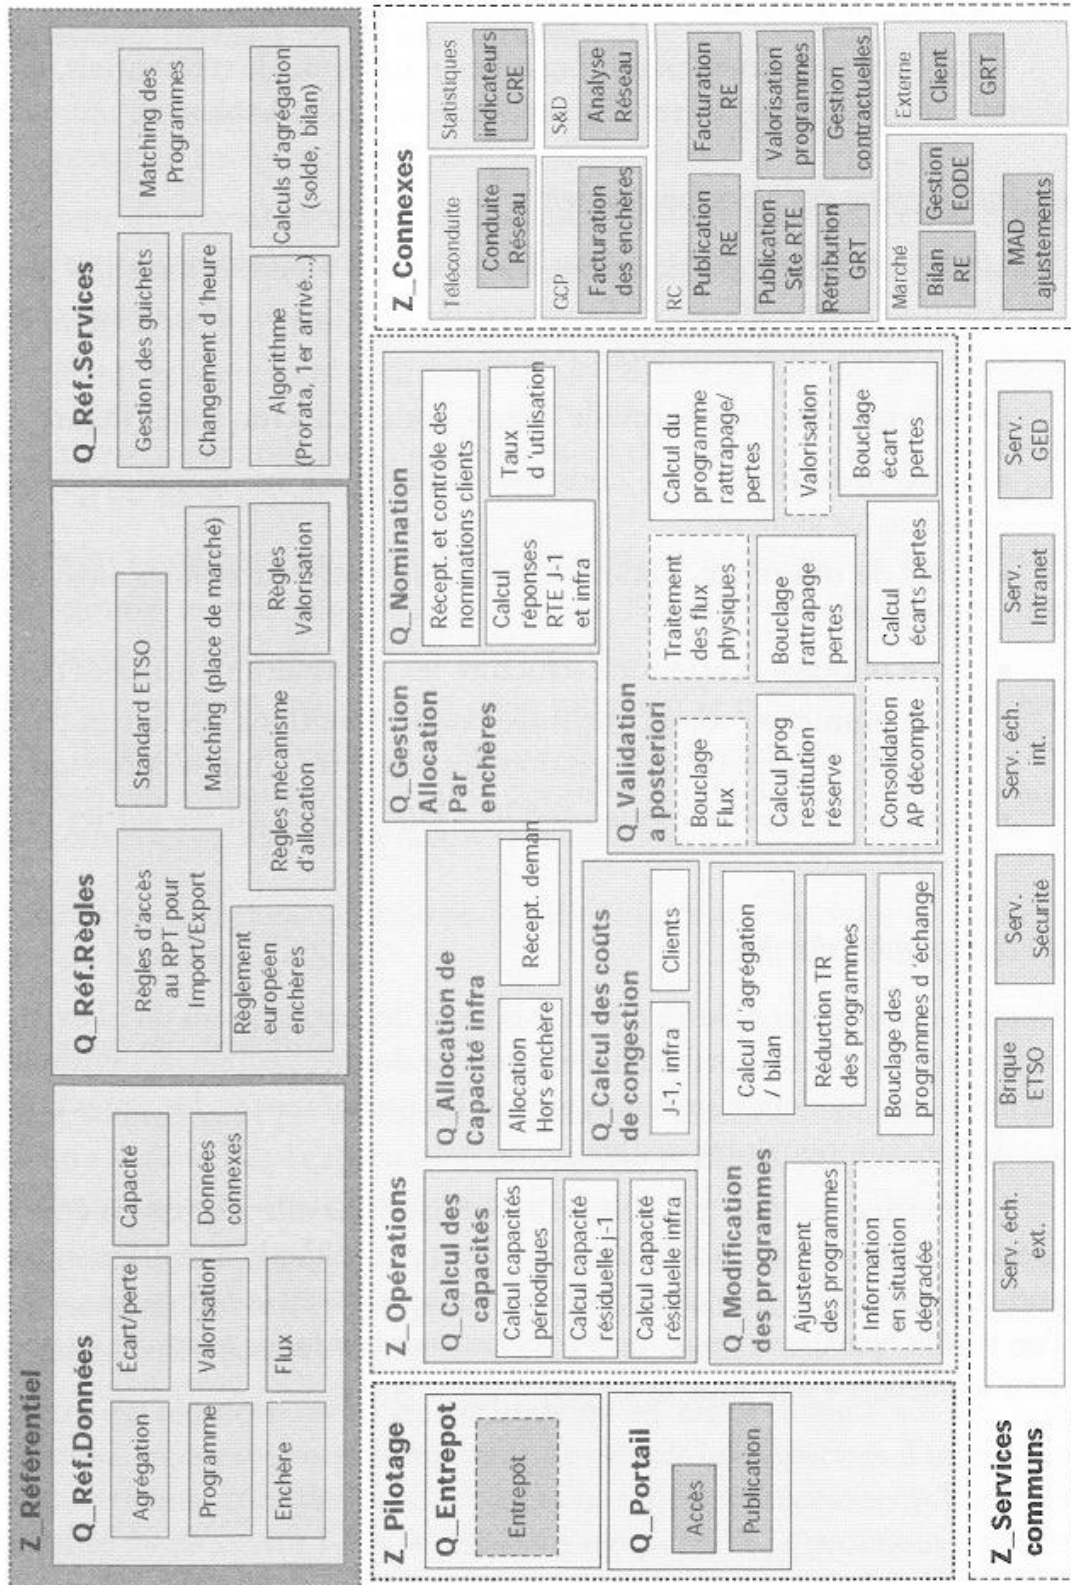 Z_Référentiel
Q_Réf.Données
Agrégation
Écart/perte
Capacité
Programme
Valorisation
Données
connexes
Enchère
Flux
Q_Réf.Règles
Règles d'accès
au RPT pour
Import/Export
Standard ETSO
Matching (place de marché)
Règlement
européen
enchères
Règles mécanisme
d'allocation
Règles
Valorisation
Q_Réf.Services
Gestion des guichets
Matching des
Programmes
Changement d 'heure
Algorithme
(Prorata, 1er arrivé...)
Calculs d'agrégation
(solde, bilan)
Z_Pilotage
Q_Entrepot
Entrepôt
Q_Portail
Accès
Publication
Z_Opérations
Q_Calcul des
capacités
Calcul capacités
périodiques
Calcul capacité
résiduelle j-1
Calcul capacité
résiduelle infra
Q_Allocation de
Capacité infra
Allocation
Hors enchère
Récept. deman
Q_Calcul des coûts
de congestion
J-1, infra
Clients
Q_Gestion
Allocation
Par
enchères
Q_Nomination
Récept. et contrôle des
nominations clients
Calcul
réponses
RTE J-1
et infra
Taux
d 'utilisation
Q_Modification
des programmes
Ajustement
des programmes
Information
en situation
dégradée
Calcul d 'agrégation
/ bilan
Réduction TR
des programmes
Bouclage des
programmes d 'échange
Q_Validation
a posteriori
Bouclage
Flux
Traitement
des flux
physiques
Calcul du
programme
rattrapage/
pertes
Calcul prog
restitution
réserve
Bouclage
rattrapage
pertes
Valorisation
Consolidation
AP décompte
Calcul
écarts pertes
Bouclage
écart
pertes
Z_Connexes
Téléconduite
Conduite
Réseau
Statistiques
indicateurs
CRE
GCP
Facturation
des enchères
S&D
Analyse
Réseau
RC
Publication
RE
Facturation
RE
Publication
Site RTE
Valorisation
programmes
Rétribution
GRT
Gestion
contractuelles
Marché
Bilan
RE
Gestion
EODE
MAD
ajustements
Externe
Client
GRT
Z_Services
communs
Serv. éch.
ext.
Brique
ETSO
Serv.
Sécurité
Serv. éch.
int.
Serv.
Intranet
Serv.
GED